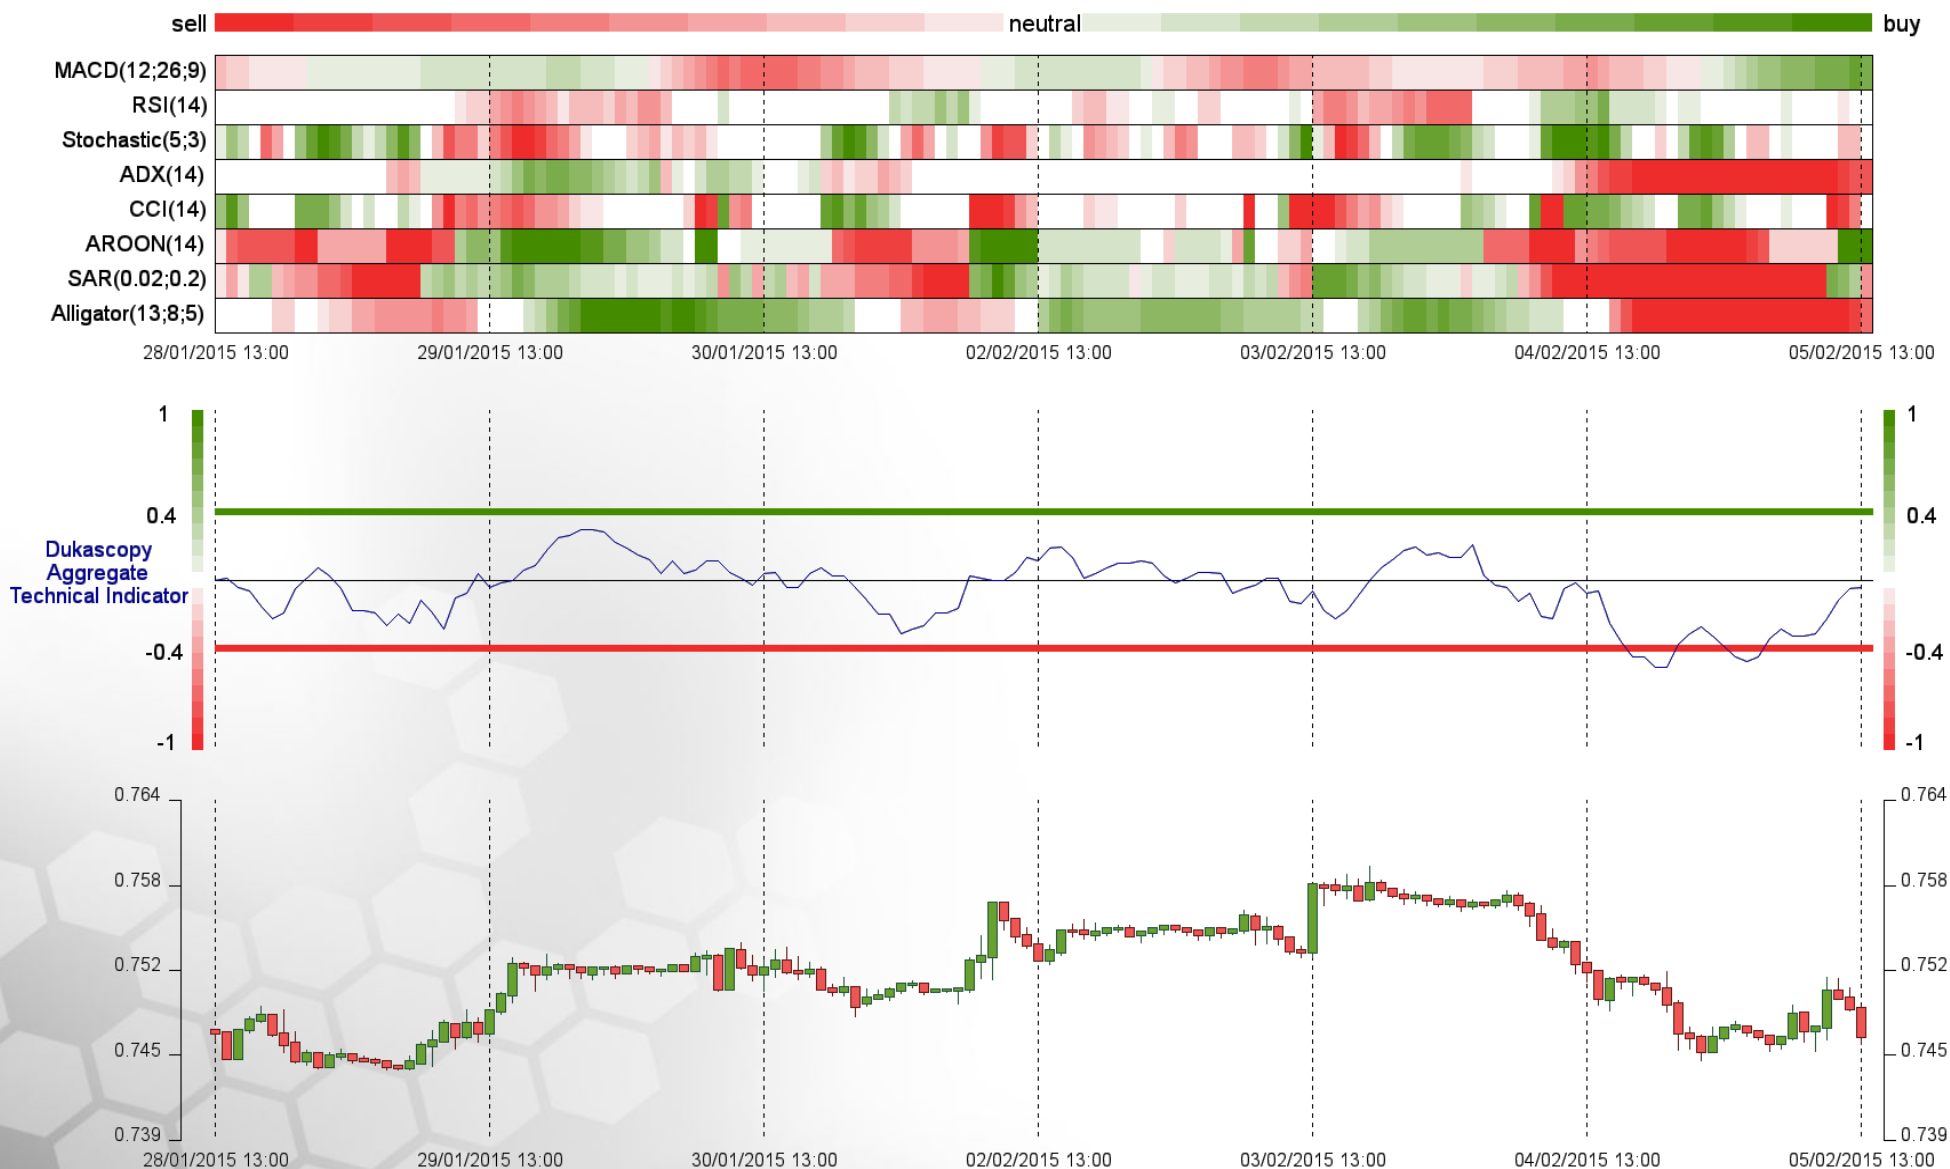 sell neutral buy
MACD(12;26;9)
RSI(14)
Stochastic(5;3)
ADX(14)
CCI(14)
AROON(14)
SAR(0.02;0.2)
Alligator(13;8;5)
28/01/2015 13:00 29/01/2015 13:00 30/01/2015 13:00 02/02/2015 13:00 03/02/2015 13:00 04/02/2015 13:00 05/02/2015 13:00
1 1
0.4 0.4
Dukascopy
Aggregate
Technical Indicator
-0.4 -0.4
-1 -1
0.764 0.764
0.758 0.758
0.752 0.752
0.745 0.745
0.739 0.739
28/01/2015 13:00 29/01/2015 13:00 30/01/2015 13:00 02/02/2015 13:00 03/02/2015 13:00 04/02/2015 13:00 05/02/2015 13:00